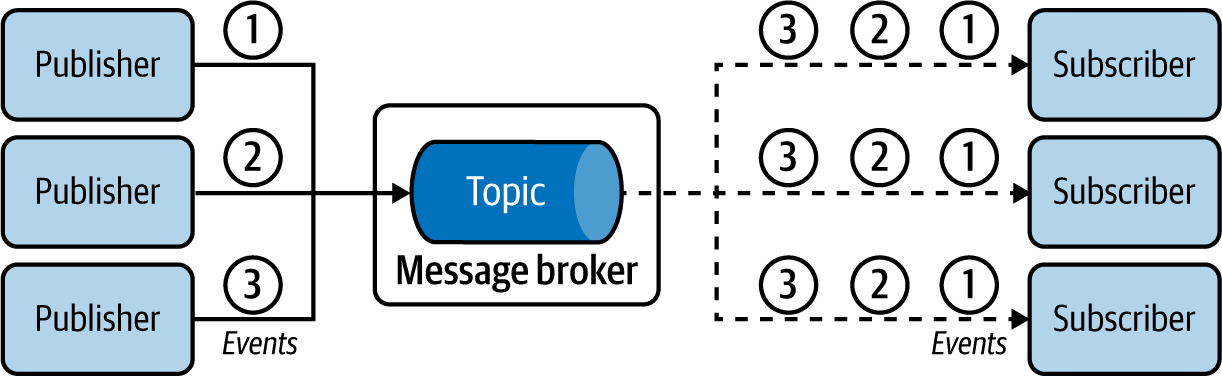 Publisher
1
3 2 1
Subscriber
Publisher
2
Topic
3 2 1
Subscriber
Message broker
Publisher
3
Events
3 2 1
Events
Subscriber